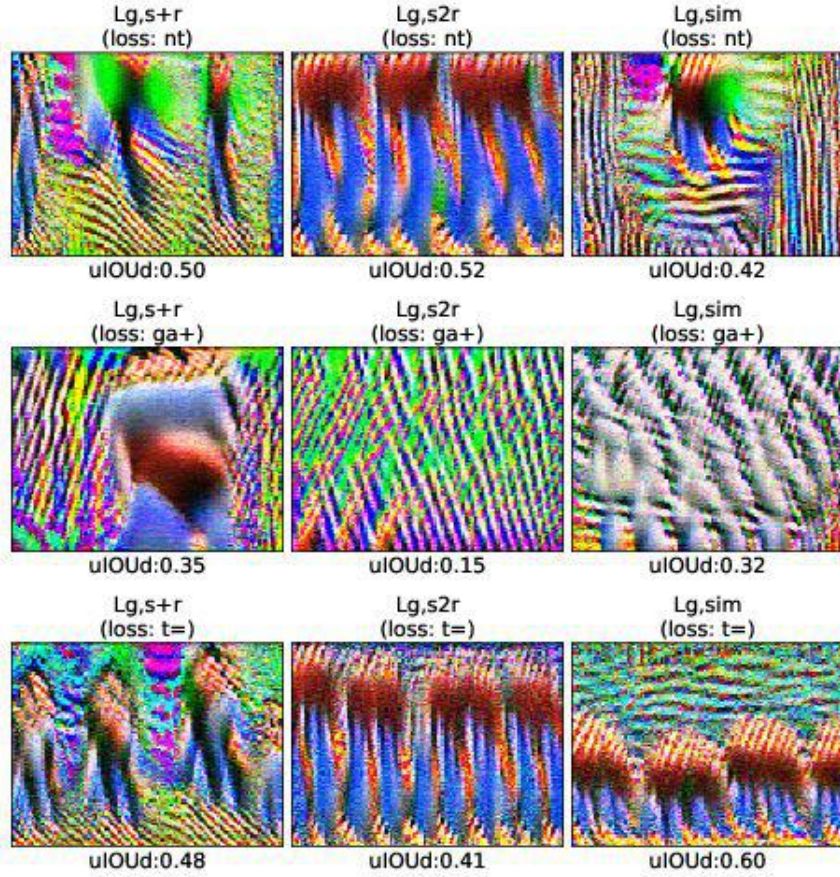 Lg,s+r
(loss: nt)
Lg,s2r
(loss: nt)
Lg,sim
(loss: nt)
uIOUd:0.50
uIOUd:0.52
uIOUd:0.42
Lg,s+r
(loss: ga+)
Lg,s2r
(loss: ga+)
Lg,sim
(loss: ga+)
uIOUd:0.35
uIOUd:0.15
uIOUd:0.32
Lg,s+r
(loss: t=)
Lg,s2r
(loss: t=)
Lg,sim
(loss: t=)
uIOUd:0.48
uIOUd:0.41
uIOUd:0.60